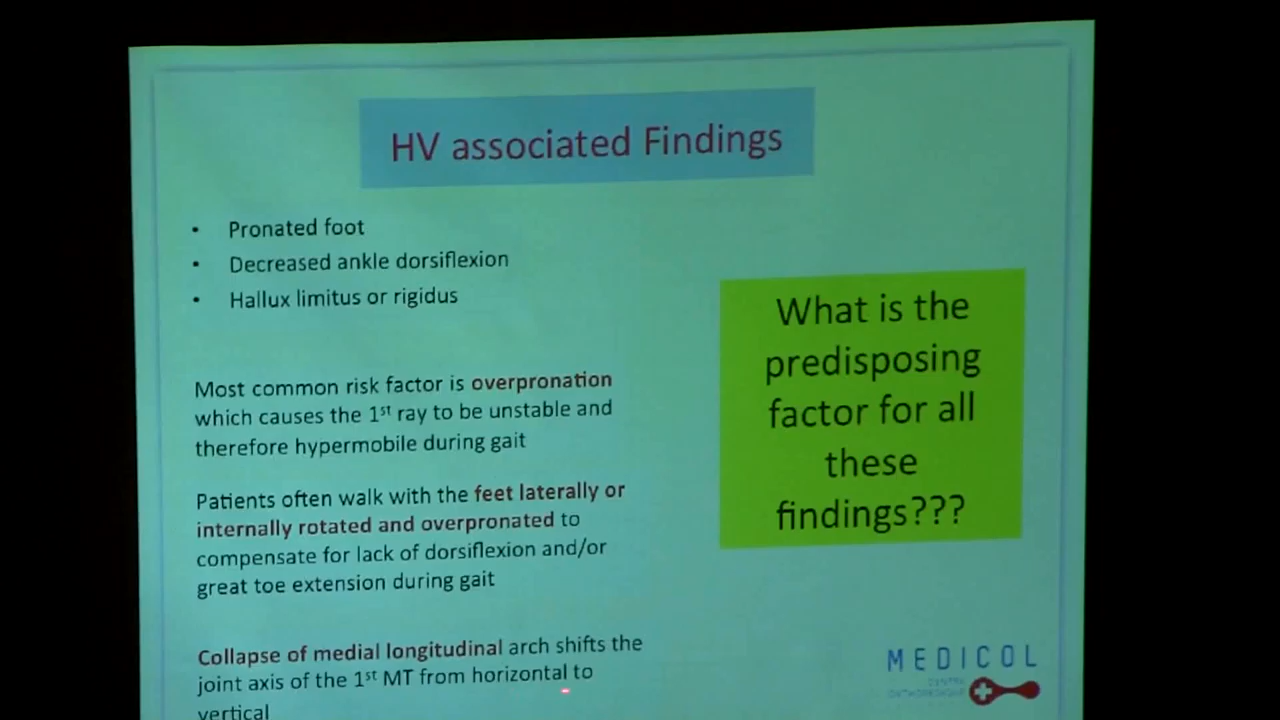 HV associated Findings
• Pronated foot
• Decreased ankle dorsiflexion
• Hallux limitus or rigidus
Most common risk factor is overpronation
which causes the 1st ray to be unstable and
therefore hypermobile during gait
Patients often walk with the feet laterally or
internally rotated and overpronated to
compensate for lack of dorsiflexion and/or
great toe extension during gait
Collapse of medial longitudinal arch shifts the
joint axis of the 1st MT from horizontal to
vertical
What is the
predisposing
factor for all
these
findings???
MEDICOL